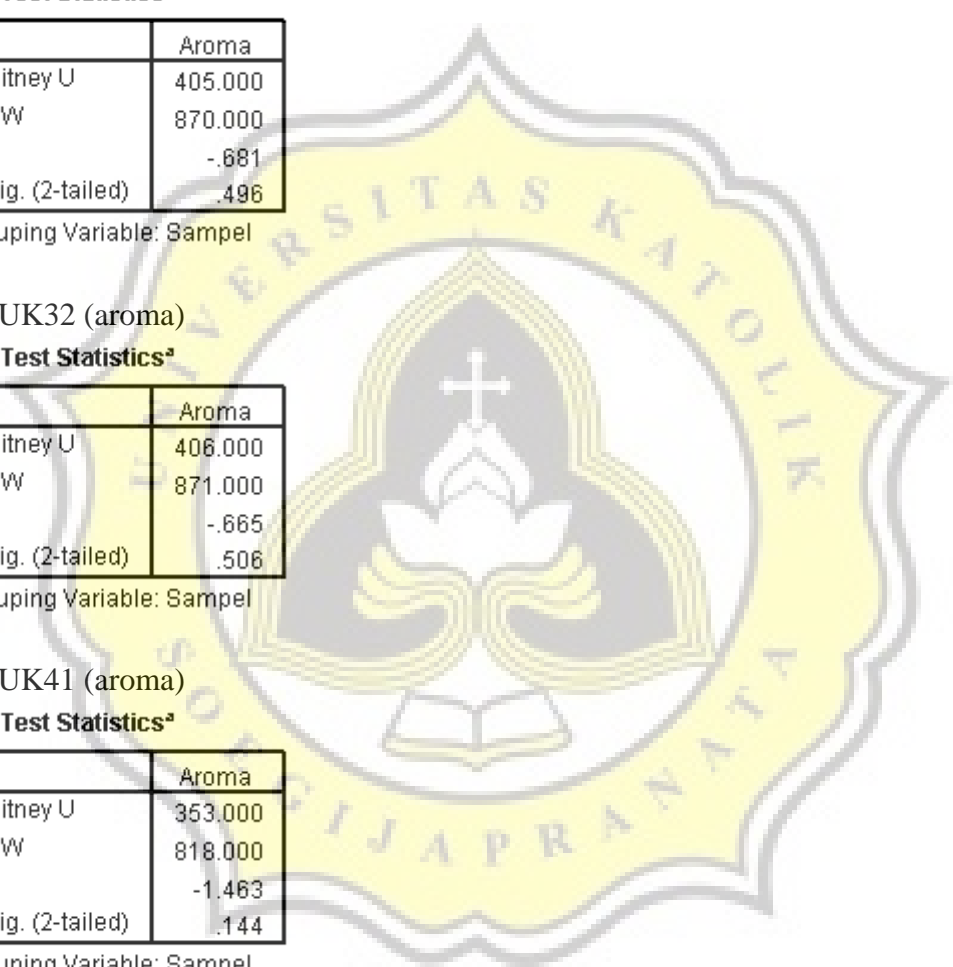 Aroma
itney U 405.000
W 870.000
-.681
ig. (2-tailed) .496
uping Variable: Sampel
UK32 (aroma)
Test Statisticsᵃ
Aroma
itney U 406.000
W 871.000
-.665
ig. (2-tailed) .506
uping Variable: Sampel
UK41 (aroma)
Test Statisticsᵃ
Aroma
itney U 353.000
W 818.000
-1.463
ig. (2-tailed) .144
UNIVERSITAS KATOLIK
SOEGIJAPRANATA